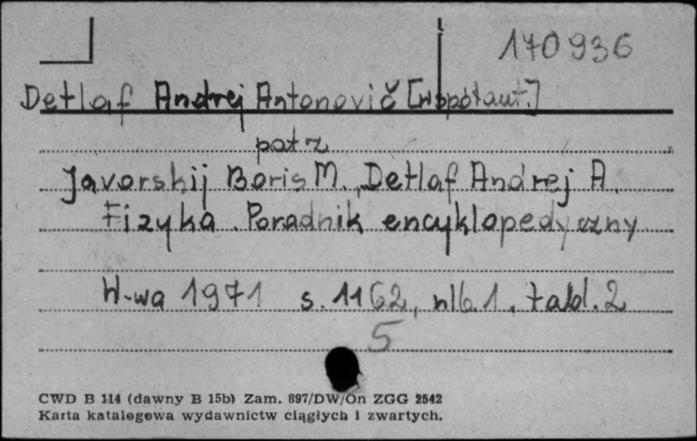 170936
Detlaf Andrej Antonovič [współaut.]
patrz
Javorskij Boris M., Detlaf Andrej A.
Fizyka. Poradnik encyklopedyczny
W-wa 1971 s. 1162, nlb. 1, tabl. 2
5
CWD B 114 (dawny B 15b) Zam. 897/DW/On ZGG 2542
Karta katalogowa wydawnictw ciągłych i zwartych.